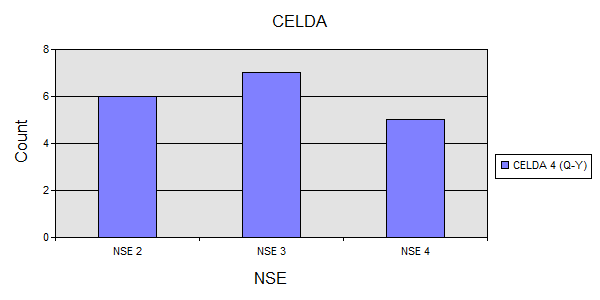 CELDA
8
6
4
2
0
Count
NSE 2 NSE 3 NSE 4
NSE
CELDA 4 (Q-Y)